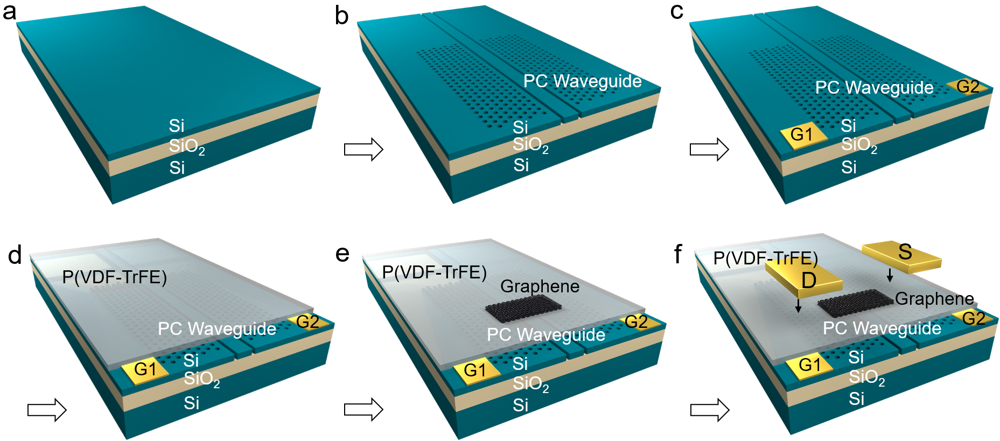 a
Si
SiO2
Si
b
PC Waveguide
Si
SiO2
Si
c
PC Waveguide
G2
G1
Si
SiO2
Si
d
P(VDF-TrFE)
PC Waveguide
G2
G1
Si
SiO2
Si
e
P(VDF-TrFE)
Graphene
PC Waveguide
G2
G1
Si
SiO2
Si
f
P(VDF-TrFE)
S
D
Graphene
PC Waveguide
G2
G1
Si
SiO2
Si